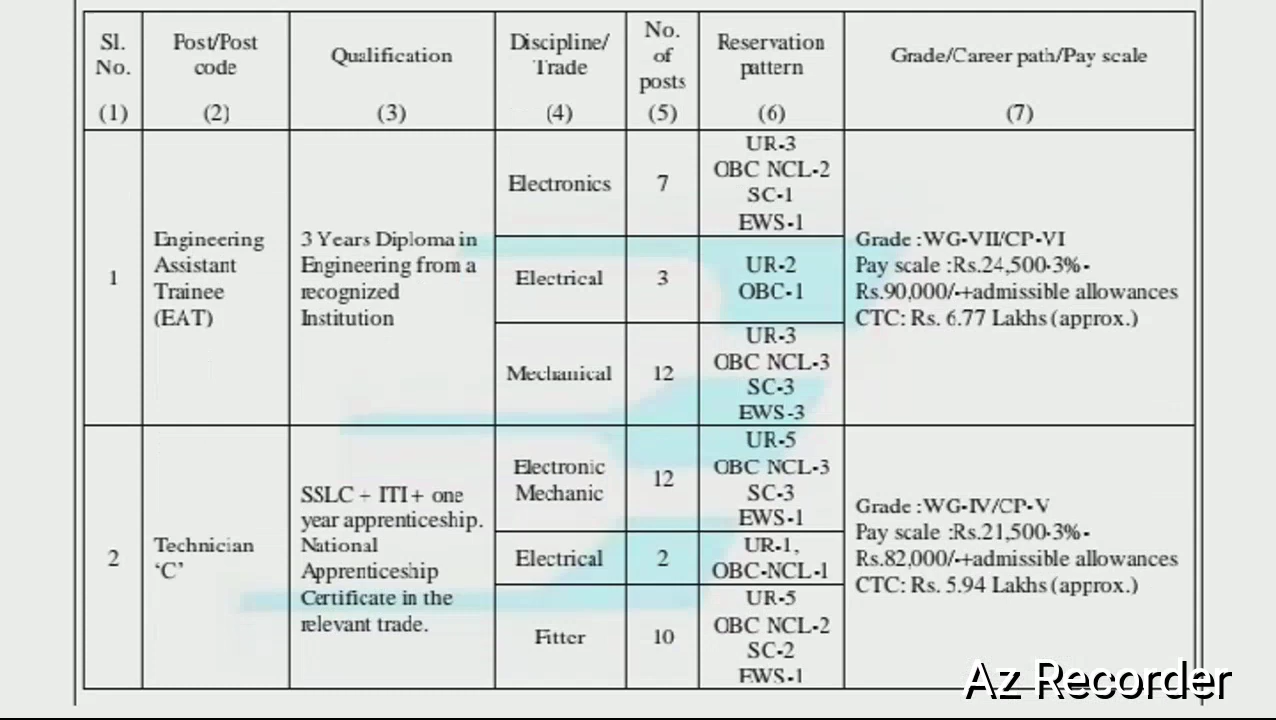 Sl. No. (1)
Post/Post code (2)
Qualification (3)
Discipline/ Trade (4)
No. of posts (5)
Reservation pattern (6)
Grade/Career path/Pay scale (7)
1
Engineering
Assistant
Trainee
(EAT)
3 Years Diploma in
Engineering from a
recognized
Institution
Electronics
7
UR-3
OBC NCL-2
SC-1
EWS-1
Electrical
3
UR-2
OBC-1
Mechanical
12
UR-3
OBC NCL-3
SC-3
EWS-3
Grade :WG-VII/CP-VI
Pay scale :Rs.24,500-3%-
Rs.90,000/-+admissible allowances
CTC: Rs. 6.77 Lakhs (approx.)
2
Technician
‘C’
SSLC + ITI + one
year apprenticeship.
National
Apprenticeship
Certificate in the
relevant trade.
Electronic
Mechanic
12
UR-5
OBC NCL-3
SC-3
EWS-1
Electrical
2
UR-1,
OBC-NCL-1
Fitter
10
UR-5
OBC NCL-2
SC-2
EWS-1
Grade :WG-IV/CP-V
Pay scale :Rs.21,500-3%-
Rs.82,000/-+admissible allowances
CTC: Rs. 5.94 Lakhs (approx.)
Az Recorder